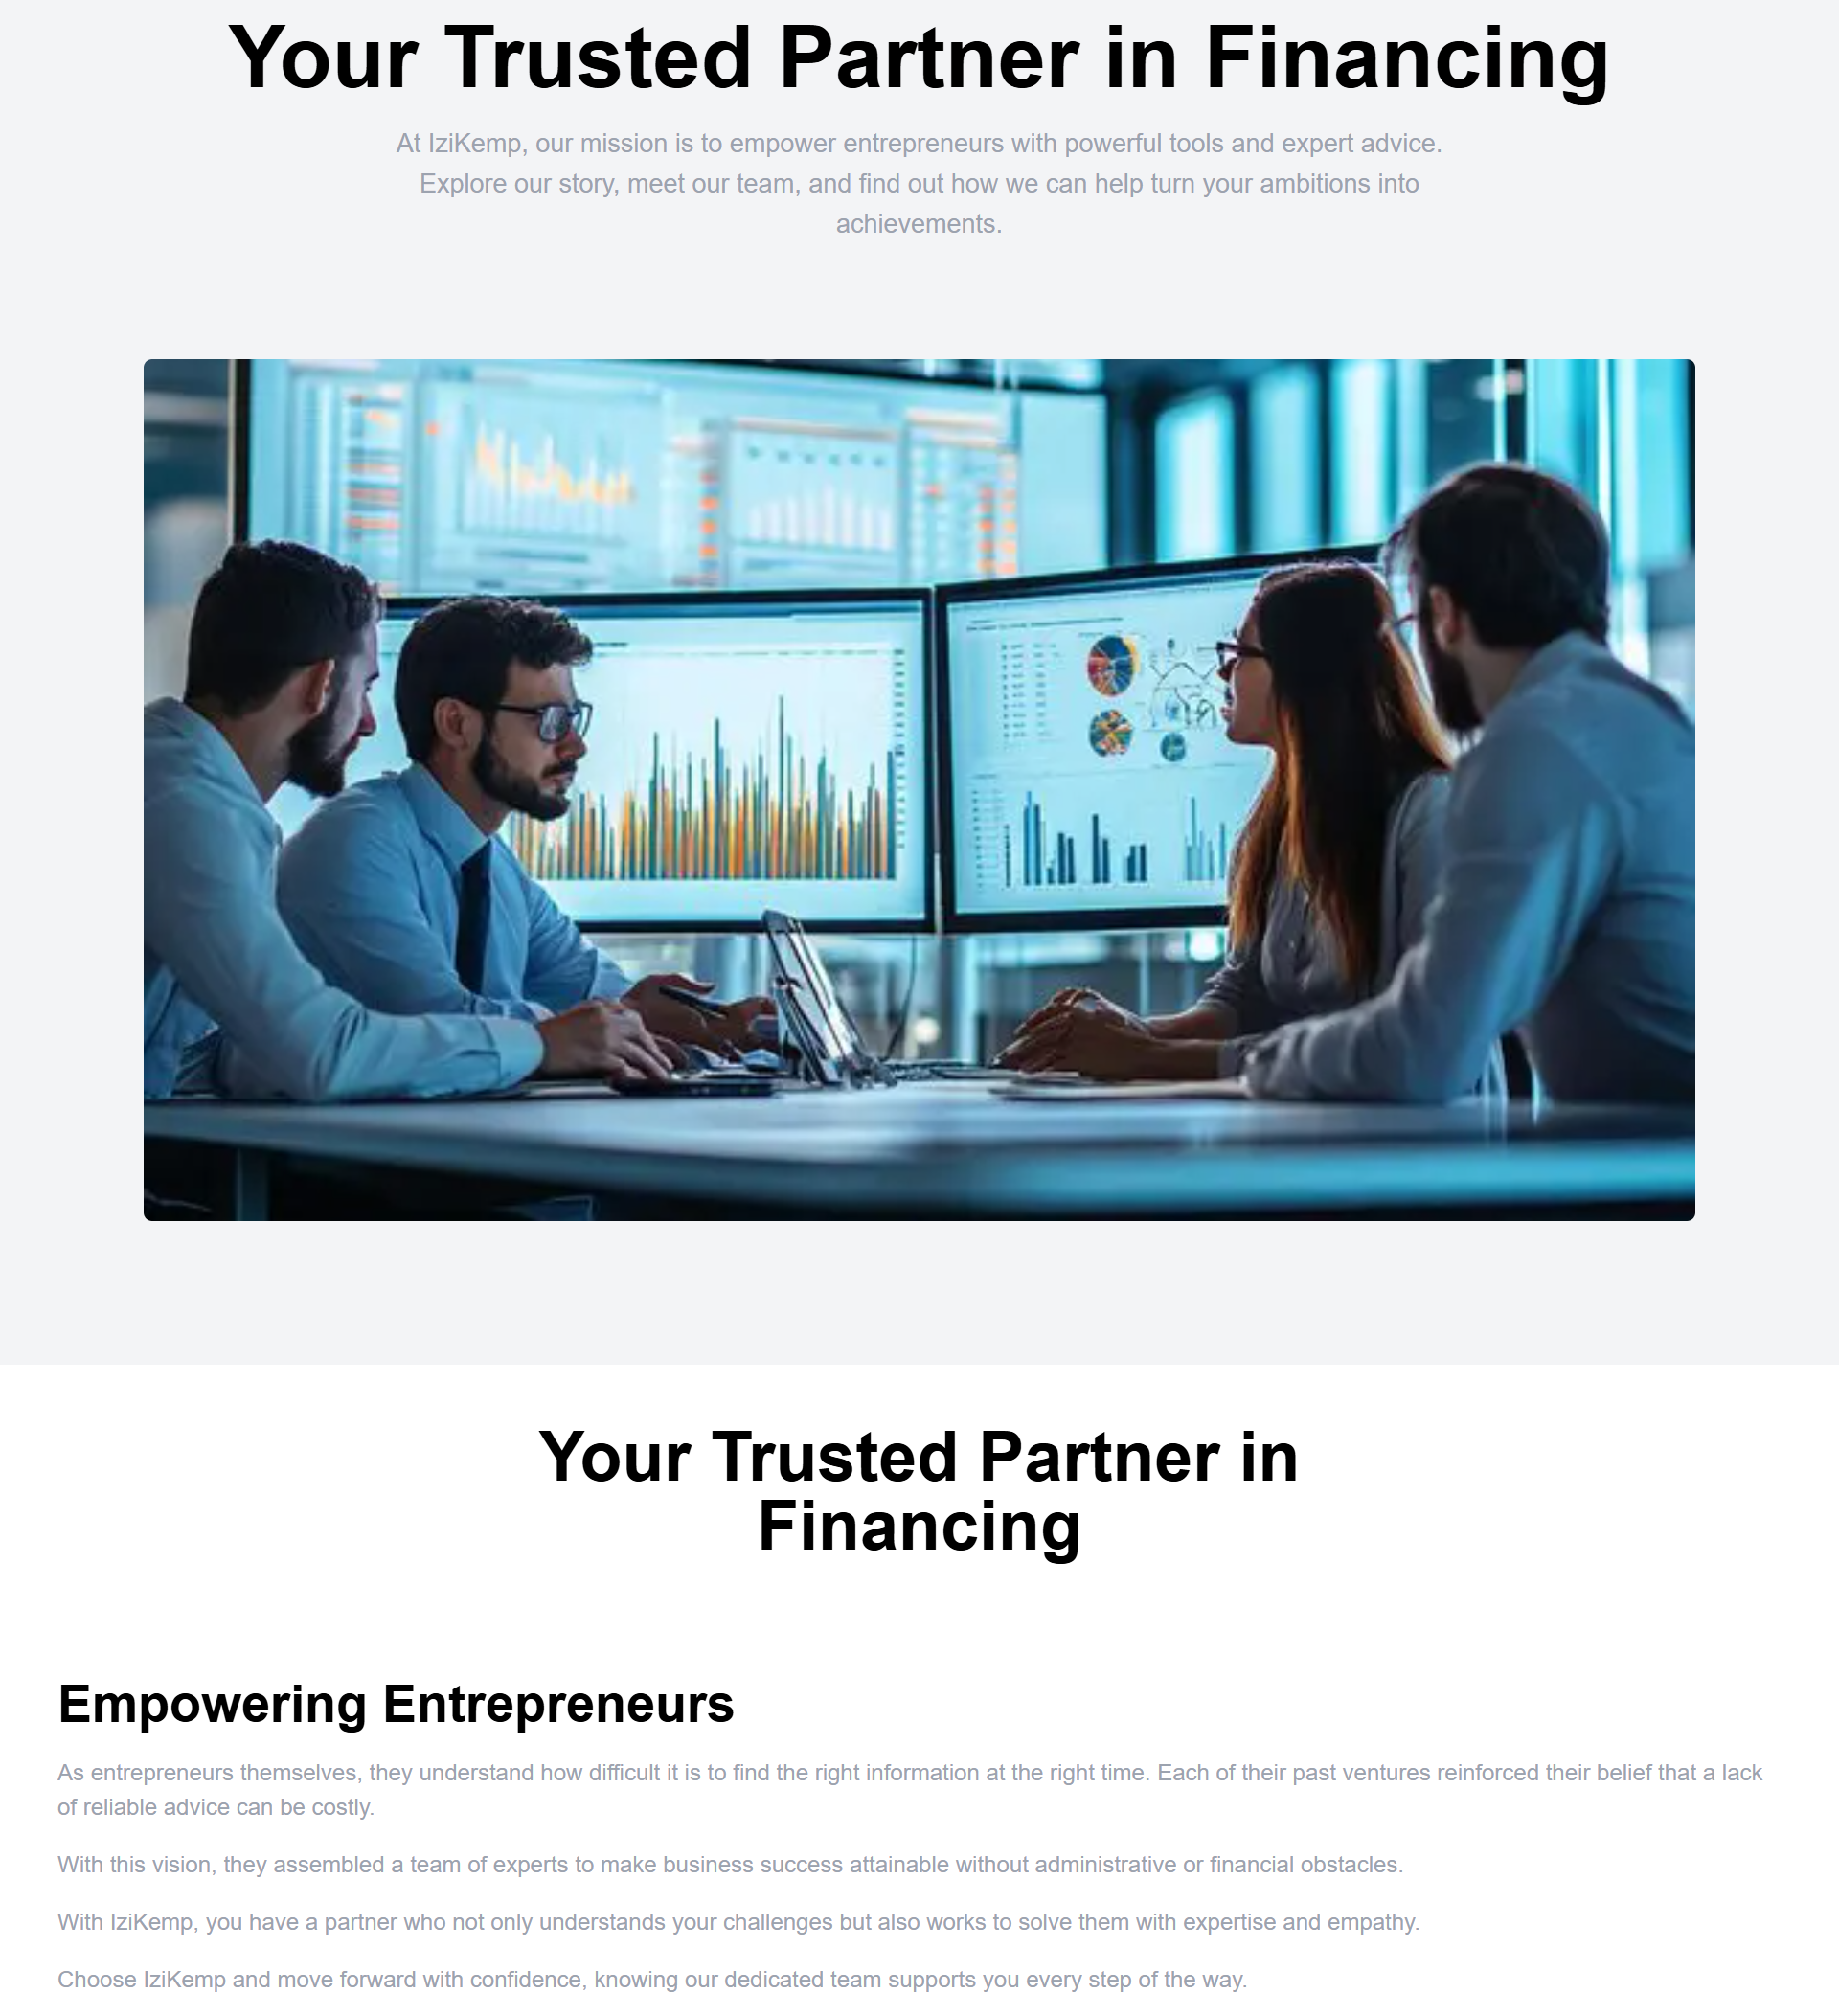 Your Trusted Partner in Financing
At IziKemp, our mission is to empower entrepreneurs with powerful tools and expert advice.
Explore our story, meet our team, and find out how we can help turn your ambitions into
achievements.
Your Trusted Partner in
Financing
Empowering Entrepreneurs
As entrepreneurs themselves, they understand how difficult it is to find the right information at the right time. Each of their past ventures reinforced their belief that a lack
of reliable advice can be costly.
With this vision, they assembled a team of experts to make business success attainable without administrative or financial obstacles.
With IziKemp, you have a partner who not only understands your challenges but also works to solve them with expertise and empathy.
Choose IziKemp and move forward with confidence, knowing our dedicated team supports you every step of the way.